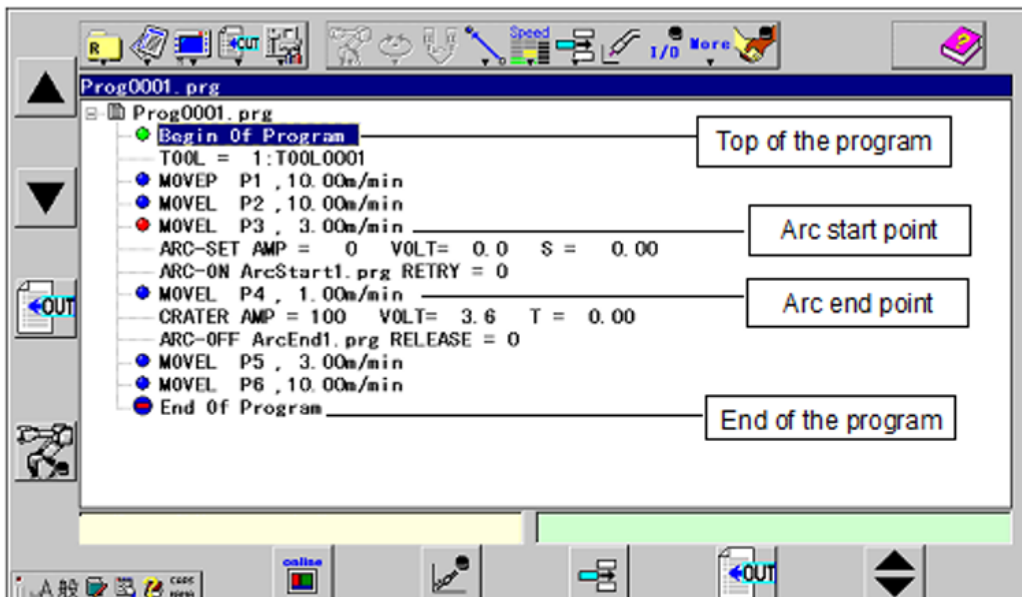 CUT
Speed
I/O
More
Prog0001.prg
Prog0001.prg
Begin Of Program
Top of the program
TOOL = 1:TOOL0001
MOVEP P1 ,10.00m/min
MOVEL P2 ,10.00m/min
MOVEL P3 , 3.00m/min
Arc start point
ARC-SET AMP = 0 VOLT= 0.0 S = 0.00
ARC-ON ArcStart1.prg RETRY = 0
MOVEL P4 , 1.00m/min
Arc end point
CRATER AMP = 100 VOLT= 3.6 T = 0.00
ARC-OFF ArcEnd1.prg RELEASE = 0
MOVEL P5 , 3.00m/min
MOVEL P6 ,10.00m/min
End Of Program
End of the program
OUT
online
OUT
A般
CAPS